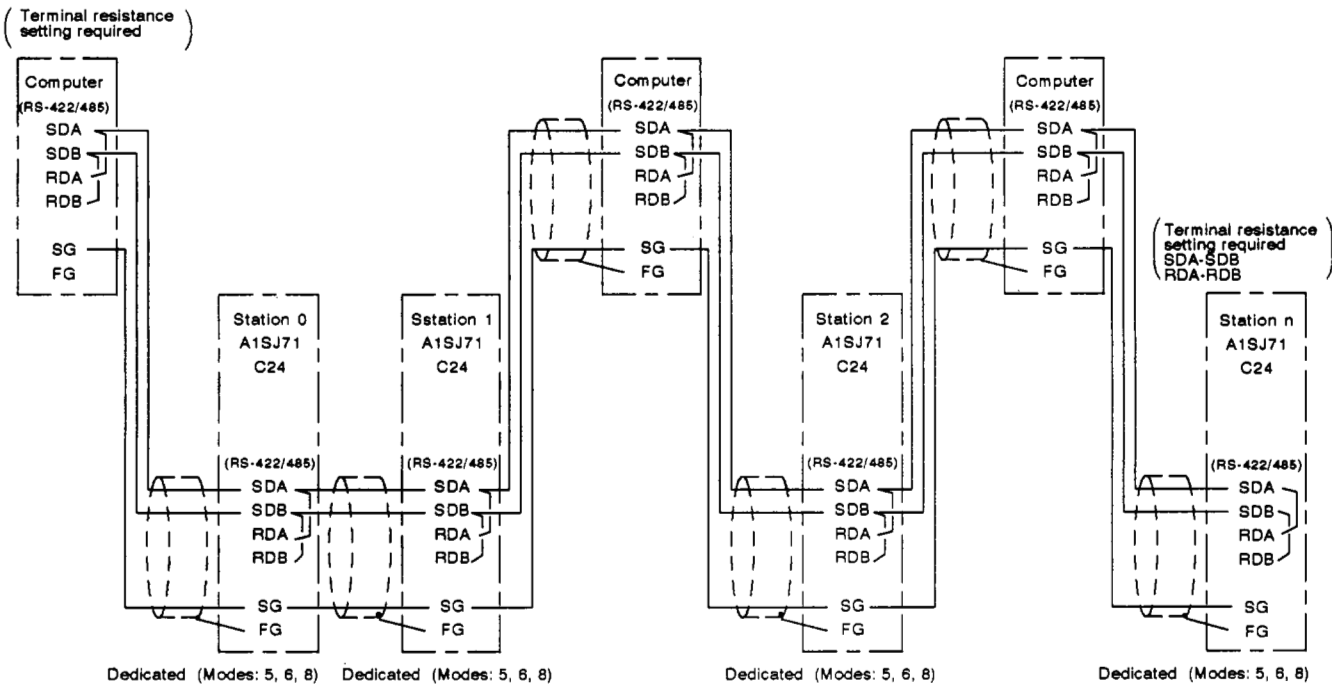 (Terminal resistance
setting required)
Computer
(RS-422/485)
SDA
SDB
RDA
RDB
SG
FG
Station 0
A1SJ71
C24
(RS-422/485)
SDA
SDB
RDA
RDB
SG
FG
Dedicated (Modes: 5, 6, 8)
Sstation 1
A1SJ71
C24
(RS-422/485)
SDA
SDB
RDA
RDB
SG
FG
Dedicated (Modes: 5, 6, 8)
Computer
(RS-422/485)
SDA
SDB
RDA
RDB
SG
FG
Station 2
A1SJ71
C24
(RS-422/485)
SDA
SDB
RDA
RDB
SG
FG
Dedicated (Modes: 5, 6, 8)
Computer
(RS-422/485)
SDA
SDB
RDA
RDB
SG
FG
(Terminal resistance
setting required
SDA-SDB
RDA-RDB)
Station n
A1SJ71
C24
(RS-422/485)
SDA
SDB
RDA
RDB
SG
FG
Dedicated (Modes: 5, 6, 8)